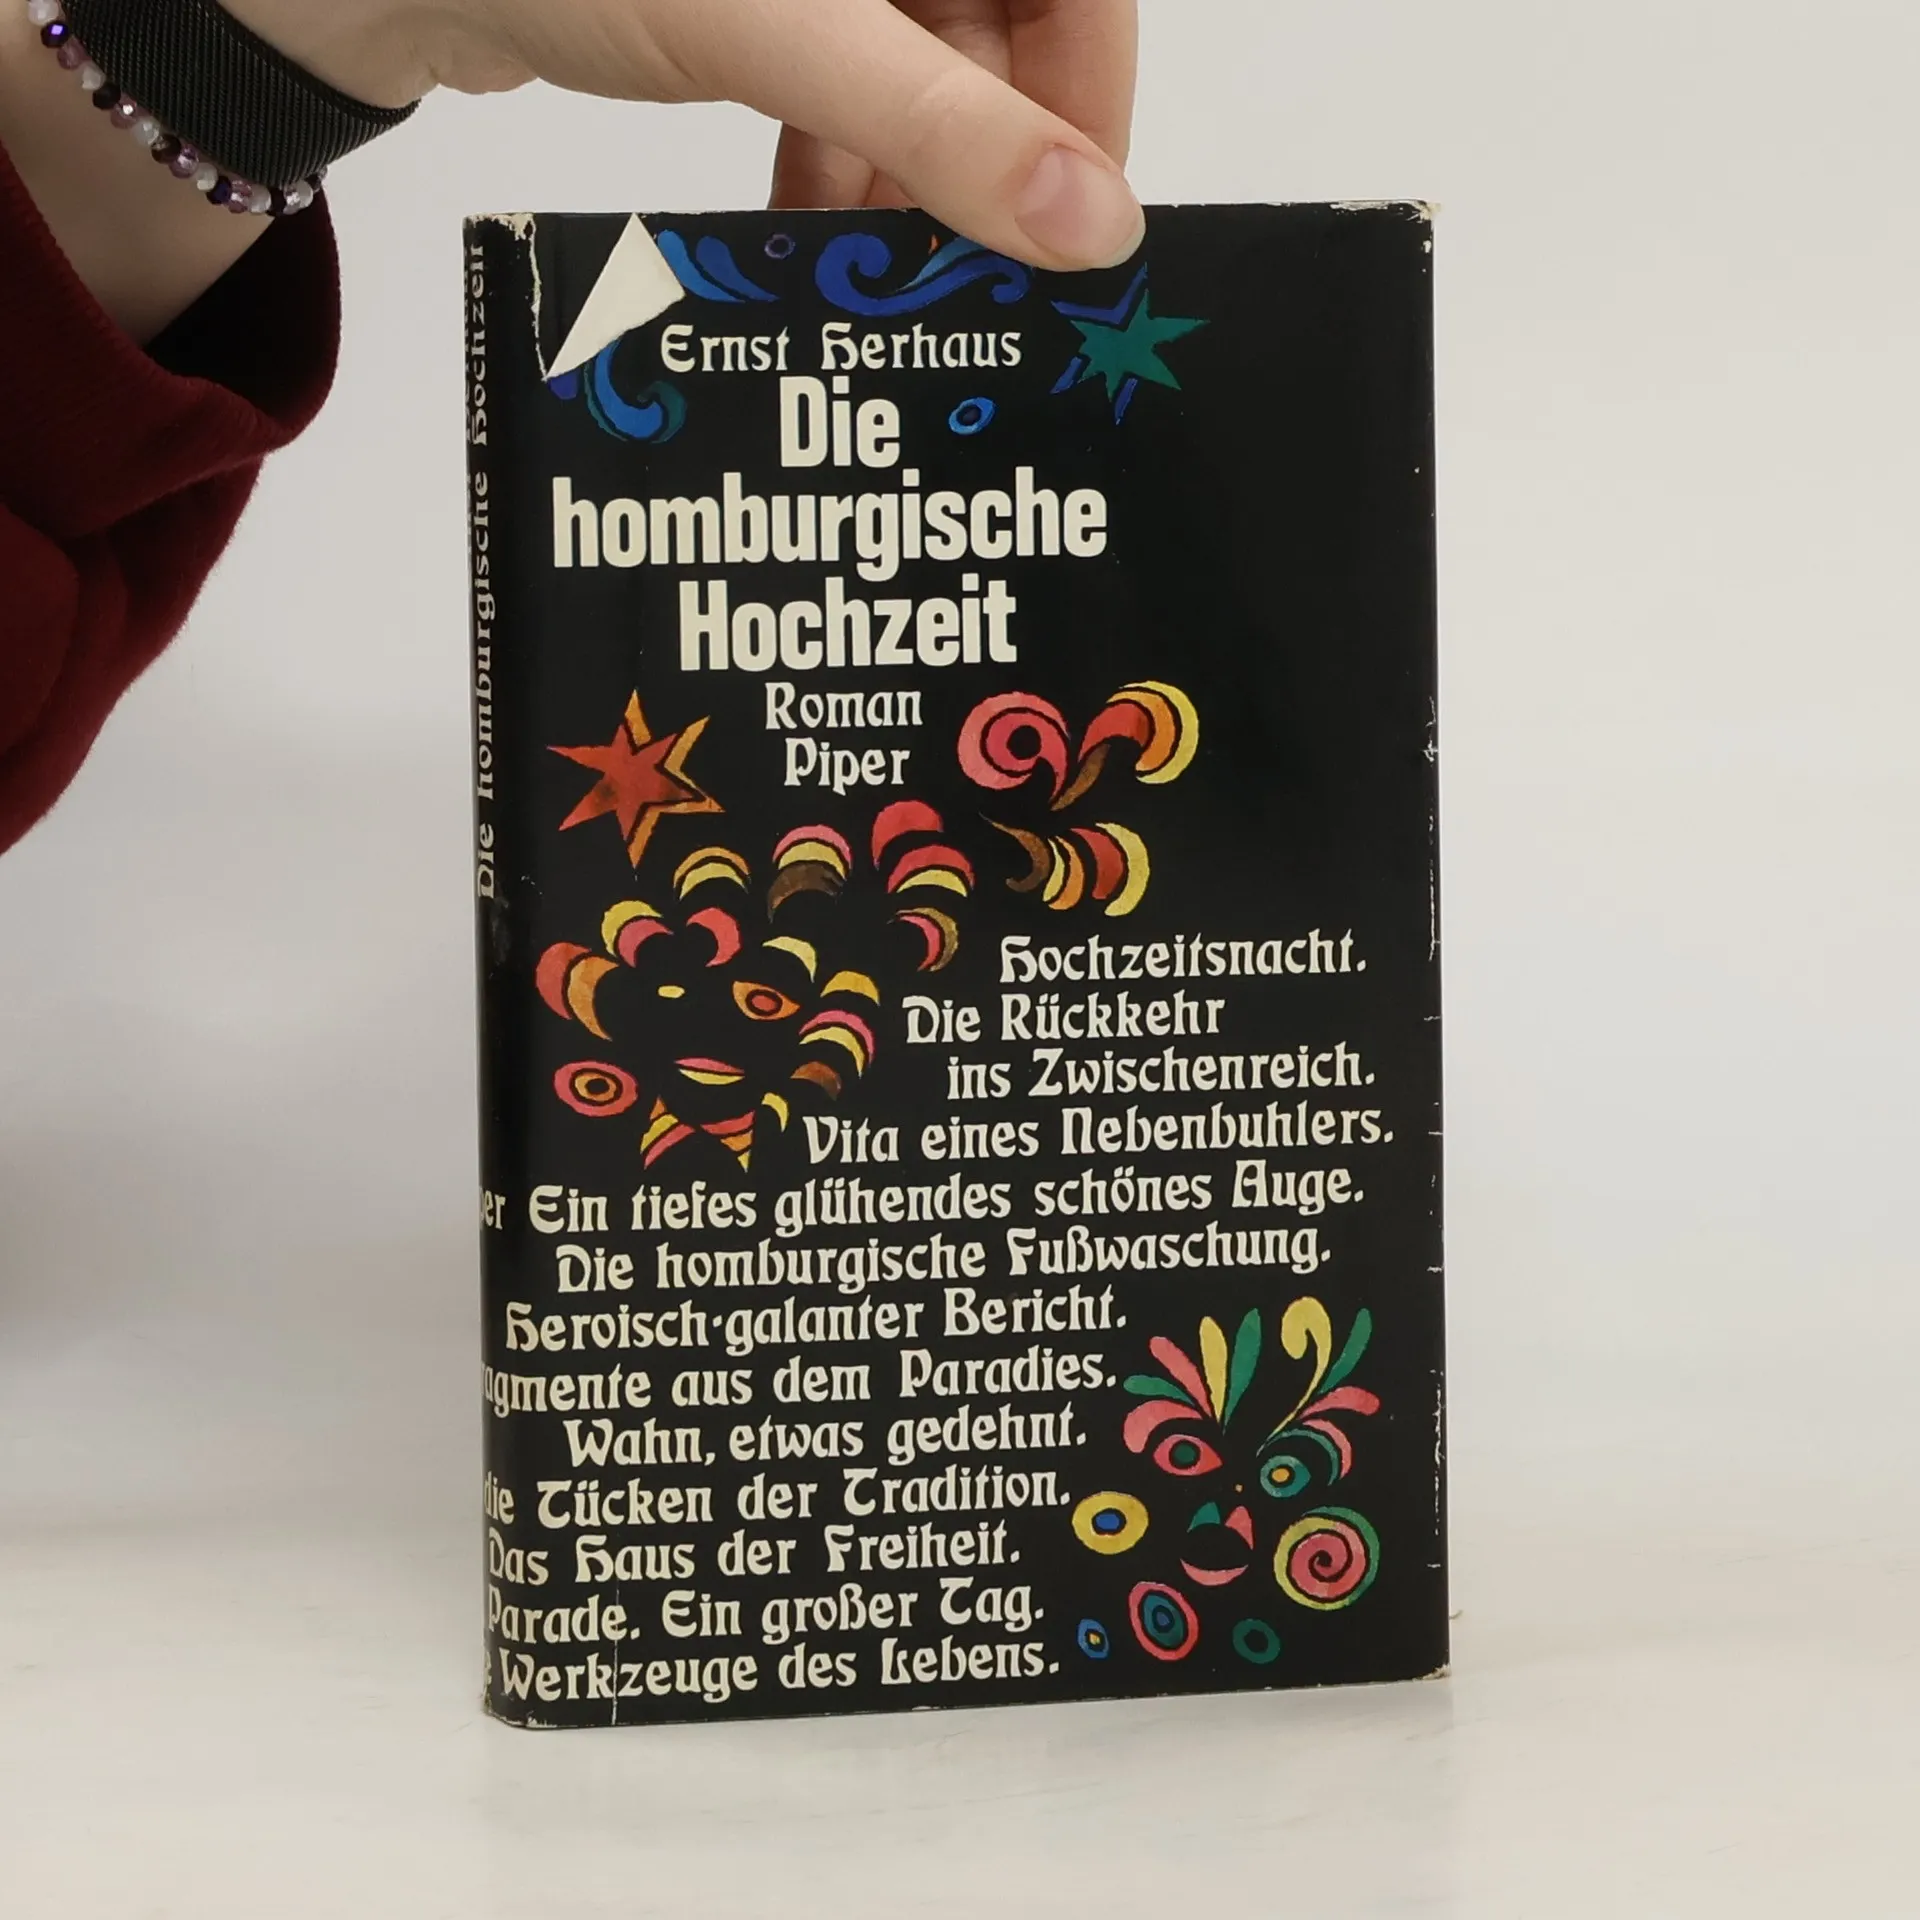 Ernst Herhaus
Die
homburgische
Hochzeit
Roman
Piper
Hochzeitsnacht.
Die Rückkehr
ins Zwischenreich.
Vita eines Nebenbuhlers.
Ein tiefes glühendes schönes Auge.
Die homburgische Fußwaschung.
Heroisch-galanter Bericht.
aus dem Paradies.
Wahn, etwas gedehnt.
die Tücken der Tradition.
Das Haus der Freiheit.
Parade. Ein großer Tag.
Werkzeuge des Lebens.
Die homburgische Hochzeit